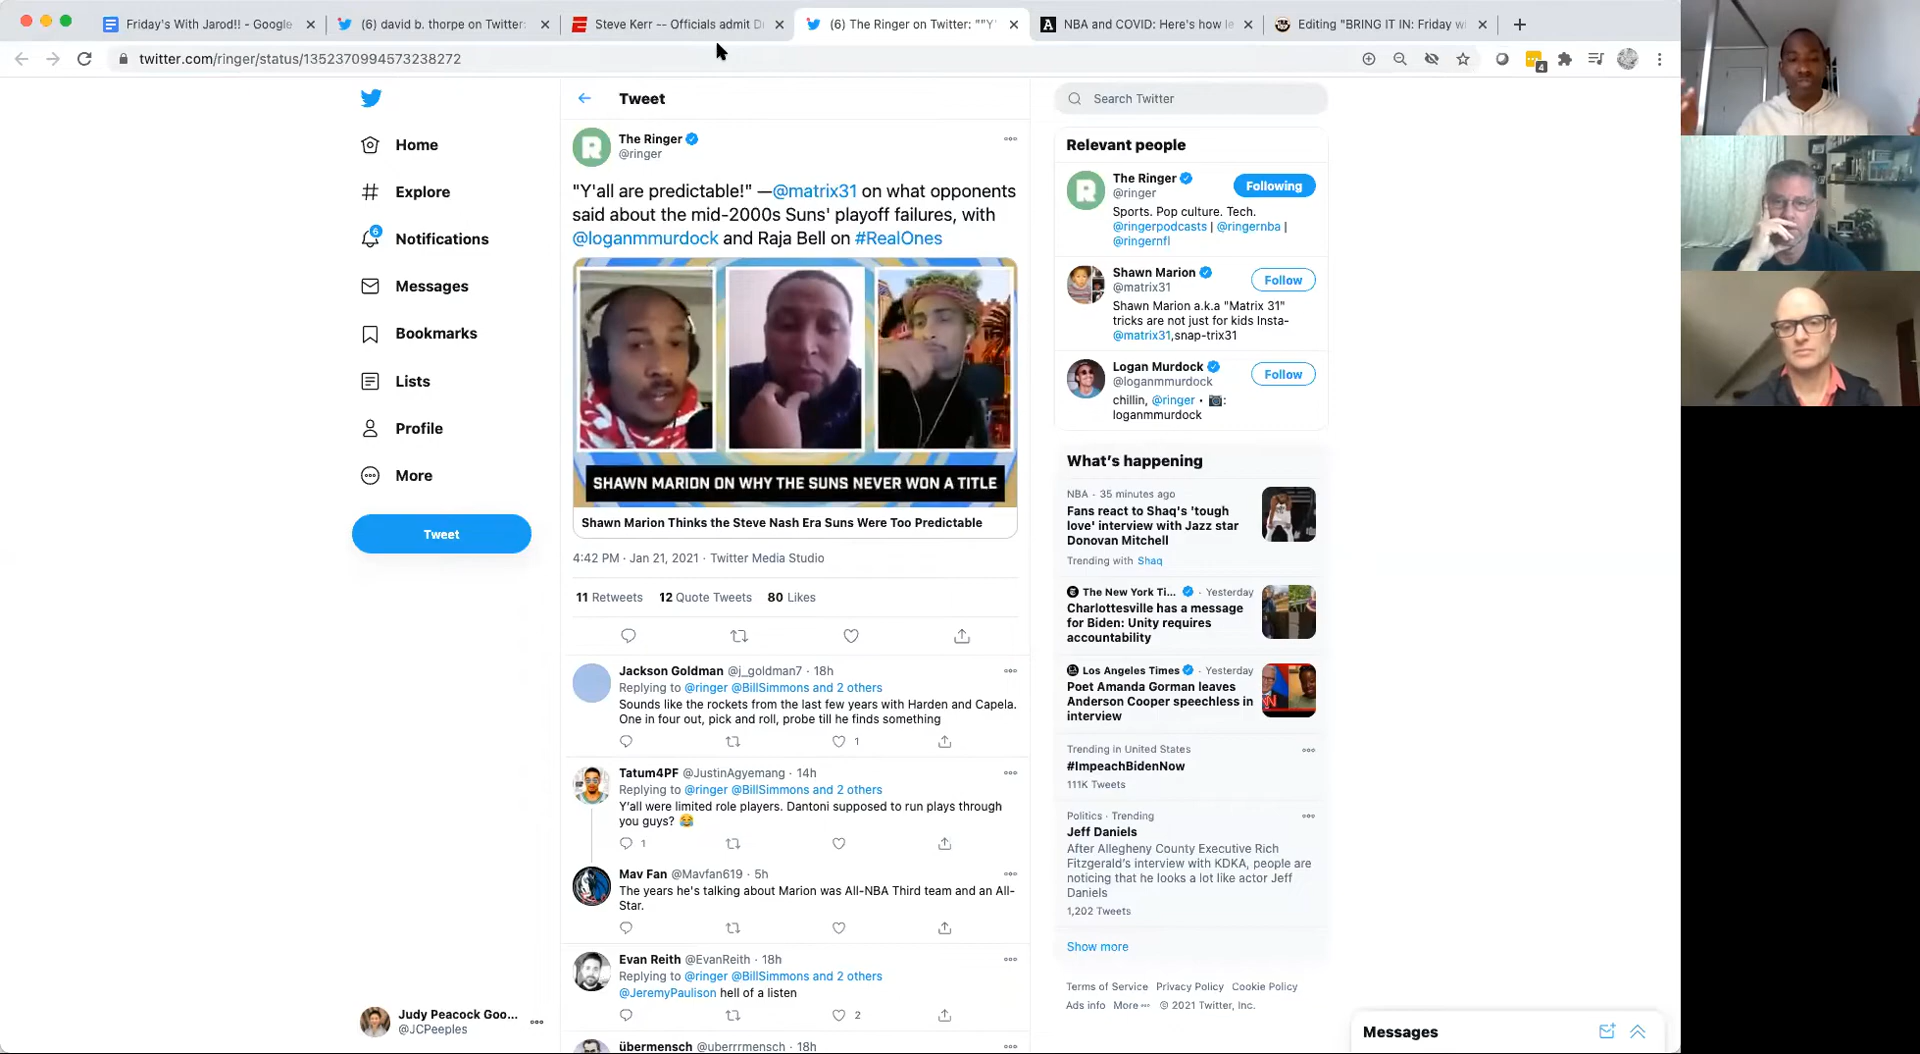 Friday's With Jarod!! - Google
(6) david b. thorpe on Twitter:
Steve Kerr -- Officials admit D
(6) The Ringer on Twitter: ""Y'
NBA and COVID: Here's how le
Editing "BRING IT IN: Friday w
twitter.com/ringer/status/1352370994573238272
4
Home
Explore
6
Notifications
Messages
Bookmarks
Lists
Profile
More
Tweet
Judy Peacock Goo...
@JCPeeples
Tweet
The Ringer
@ringer
"Y'all are predictable!" —@matrix31 on what opponents
said about the mid-2000s Suns' playoff failures, with
@loganmmurdock and Raja Bell on #RealOnes
SHAWN MARION ON WHY THE SUNS NEVER WON A TITLE
Shawn Marion Thinks the Steve Nash Era Suns Were Too Predictable
4:42 PM · Jan 21, 2021 · Twitter Media Studio
11 Retweets 12 Quote Tweets 80 Likes
Jackson Goldman @j_goldman7 · 18h
Replying to @ringer @BillSimmons and 2 others
Sounds like the rockets from the last few years with Harden and Capela.
One in four out, pick and roll, probe till he finds something
1
Tatum4PF @JustinAgyemang · 14h
Replying to @ringer @BillSimmons and 2 others
Y'all were limited role players. Dantoni supposed to run plays through
you guys? 😂
1
Mav Fan @Mavfan619 · 5h
The years he's talking about Marion was All-NBA Third team and an All-
Star.
Evan Reith @EvanReith · 18h
Replying to @ringer @BillSimmons and 2 others
@JeremyPaulison hell of a listen
2
übermensch @uberrrmensch · 18h
Search Twitter
Relevant people
The Ringer
@ringer
Following
Sports. Pop culture. Tech.
@ringerpodcasts | @ringernba |
@ringernfl
Shawn Marion
@matrix31
Follow
Shawn Marion a.k.a "Matrix 31"
tricks are not just for kids Insta-
@matrix31,snap-trix31
Logan Murdock
@loganmmurdock
Follow
chillin, @ringer • 📷:
loganmmurdock
What's happening
NBA · 35 minutes ago
Fans react to Shaq's 'tough
love' interview with Jazz star
Donovan Mitchell
Trending with Shaq
The New York Ti... · Yesterday
Charlottesville has a message
for Biden: Unity requires
accountability
Los Angeles Times · Yesterday
Poet Amanda Gorman leaves
Anderson Cooper speechless in
interview
Trending in United States
#ImpeachBidenNow
111K Tweets
Politics · Trending
Jeff Daniels
After Allegheny County Executive Rich
Fitzgerald's interview with KDKA, people are
noticing that he looks a lot like actor Jeff
Daniels
1,202 Tweets
Show more
Terms of Service Privacy Policy Cookie Policy
Ads info More ··· © 2021 Twitter, Inc.
Messages